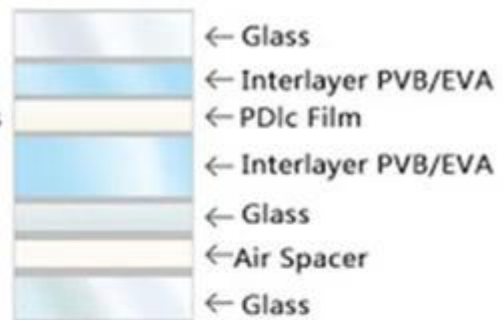 ← Glass
← Interlayer PVB/EVA
← PDlc Film
← Interlayer PVB/EVA
← Glass
← Air Spacer
← Glass